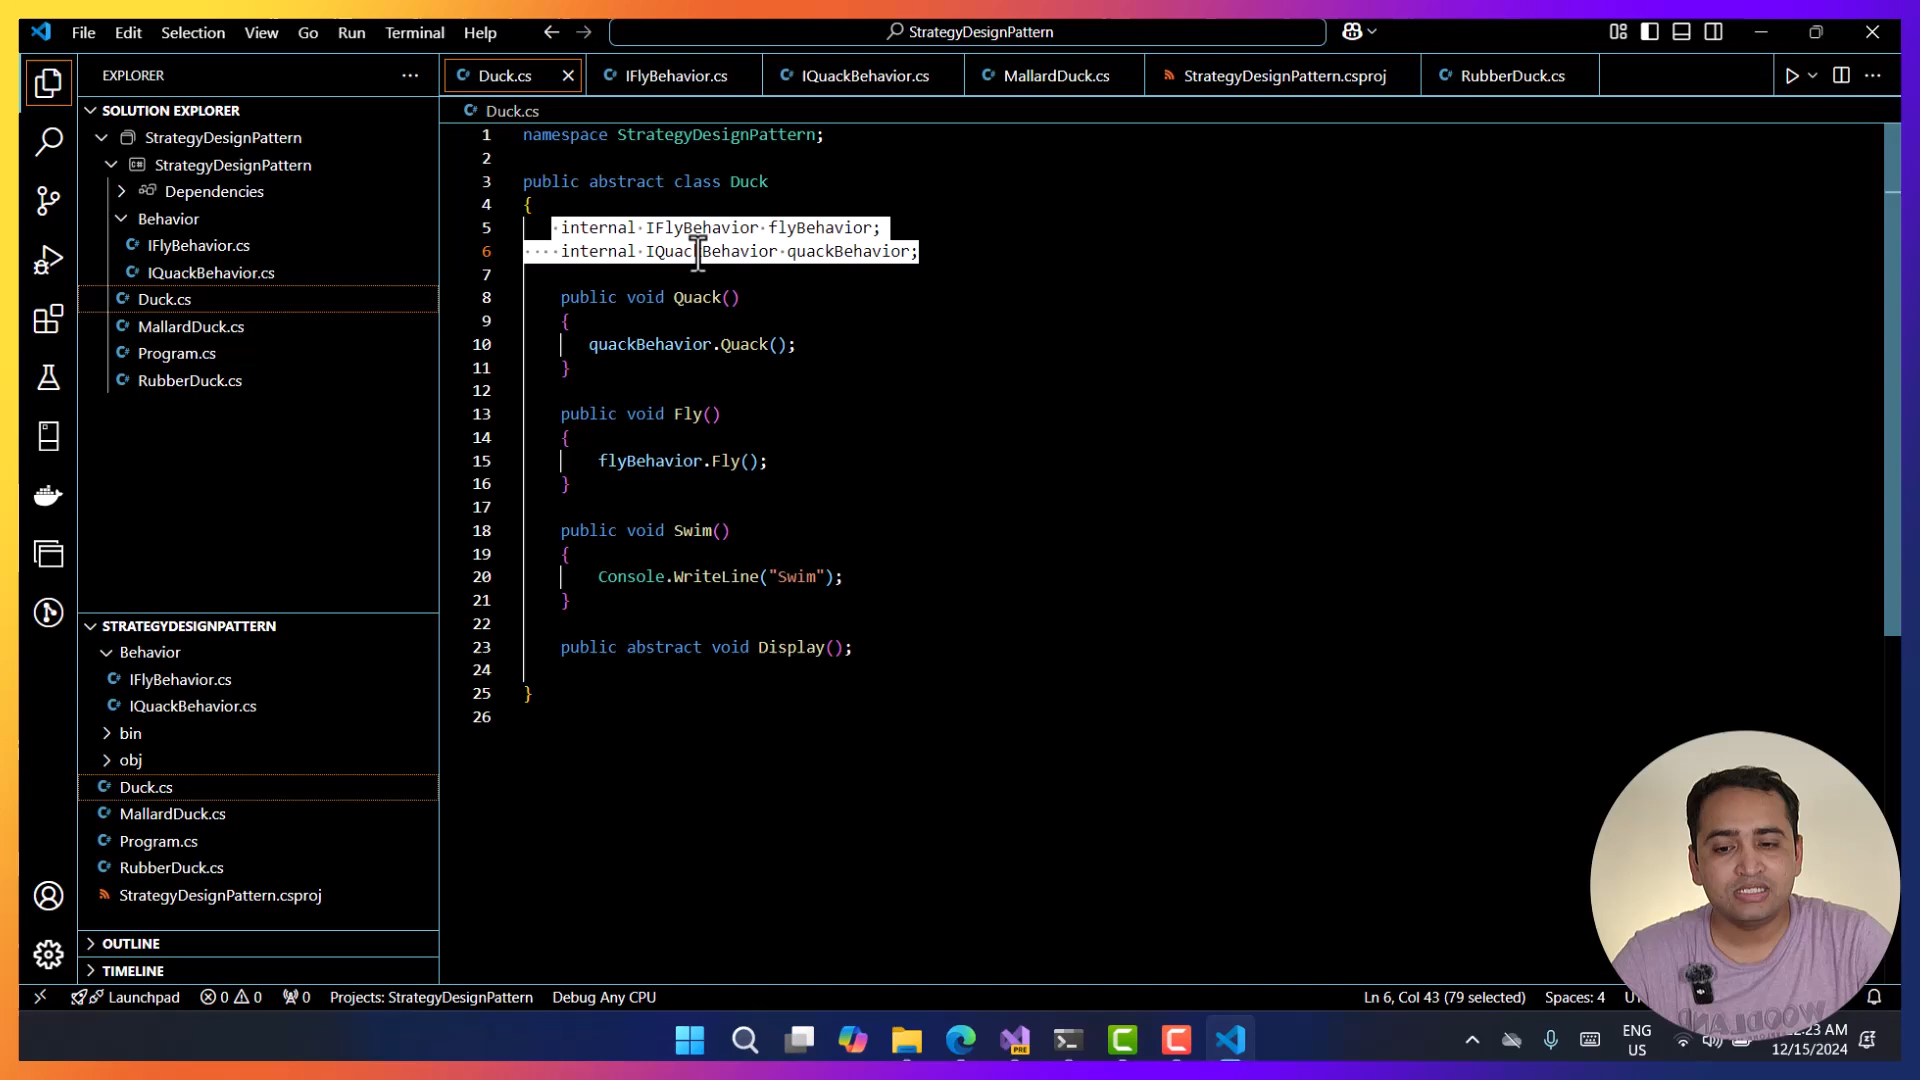 File Edit Selection View Go Run Terminal Help
StrategyDesignPattern
EXPLORER
SOLUTION EXPLORER
StrategyDesignPattern
StrategyDesignPattern
Dependencies
Behavior
IFlyBehavior.cs
IQuackBehavior.cs
Duck.cs
MallardDuck.cs
Program.cs
RubberDuck.cs
STRATEGYDESIGNPATTERN
Behavior
IFlyBehavior.cs
IQuackBehavior.cs
bin
obj
Duck.cs
MallardDuck.cs
Program.cs
RubberDuck.cs
StrategyDesignPattern.csproj
OUTLINE
TIMELINE
Duck.cs IFlyBehavior.cs IQuackBehavior.cs MallardDuck.cs StrategyDesignPattern.csproj RubberDuck.cs
Duck.cs
1 namespace StrategyDesignPattern;
2
3 public abstract class Duck
4 {
5 internal IFlyBehavior flyBehavior;
6 internal IQuackBehavior quackBehavior;
7
8 public void Quack()
9 {
10 quackBehavior.Quack();
11 }
12
13 public void Fly()
14 {
15 flyBehavior.Fly();
16 }
17
18 public void Swim()
19 {
20 Console.WriteLine("Swim");
21 }
22
23 public abstract void Display();
24
25 }
26
Launchpad 0 0 0 Projects: StrategyDesignPattern Debug Any CPU Ln 6, Col 43 (79 selected) Spaces: 4
ENG
US
12/15/2024
WOODLAND